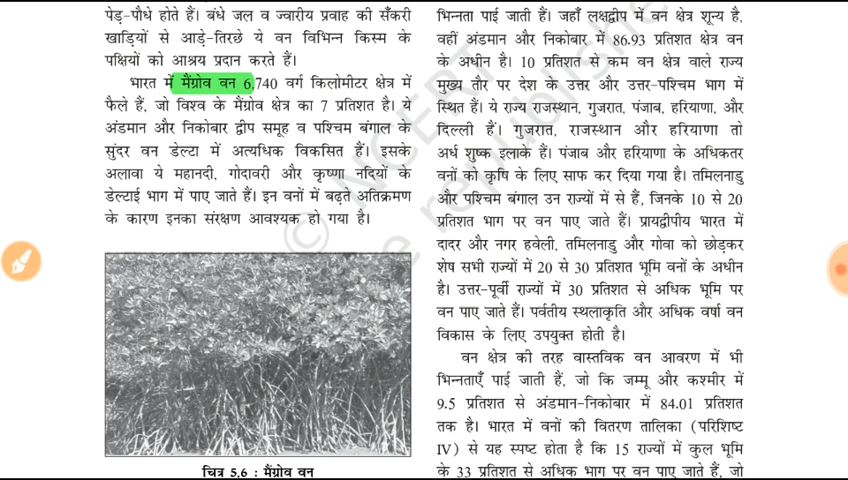 पेड़-पौधे होते हैं। बंधे जल व ज्वारीय प्रवाह की सँकरी
खाड़ियों से आड़े-तिरछे ये वन विभिन्न किस्म के
पक्षियों को आश्रय प्रदान करते हैं।
भारत में मैंग्रोव वन 6,740 वर्ग किलोमीटर क्षेत्र में
फैले हैं, जो विश्व के मैंग्रोव क्षेत्र का 7 प्रतिशत है। ये
अंडमान और निकोबार द्वीप समूह व पश्चिम बंगाल के
सुंदर वन डेल्टा में अत्यधिक विकसित हैं। इसके
अलावा ये महानदी, गोदावरी और कृष्णा नदियों के
डेल्टाई भाग में पाए जाते हैं। इन वनों में बढ़ते अतिक्रमण
के कारण इनका संरक्षण आवश्यक हो गया है।
चित्र 5.6 : मैंग्रोव वन
भिन्नता पाई जाती हैं। जहाँ लक्षद्वीप में वन क्षेत्र शून्य है,
वहीं अंडमान और निकोबार में 86.93 प्रतिशत क्षेत्र वन
के अधीन है। 10 प्रतिशत से कम वन क्षेत्र वाले राज्य
मुख्य तौर पर देश के उत्तर और उत्तर-पश्चिम भाग में
स्थित हैं। ये राज्य राजस्थान, गुजरात, पंजाब, हरियाणा, और
दिल्ली हैं। गुजरात, राजस्थान और हरियाणा तो
अर्ध शुष्क इलाके हैं। पंजाब और हरियाणा के अधिकतर
वनों को कृषि के लिए साफ कर दिया गया है। तमिलनाडु
और पश्चिम बंगाल उन राज्यों में से हैं, जिनके 10 से 20
प्रतिशत भाग पर वन पाए जाते हैं। प्रायद्वीपीय भारत में
दादर और नगर हवेली, तमिलनाडु और गोवा को छोड़कर
शेष सभी राज्यों में 20 से 30 प्रतिशत भूमि वनों के अधीन
है। उत्तर-पूर्वी राज्यों में 30 प्रतिशत से अधिक भूमि पर
वन पाए जाते हैं। पर्वतीय स्थलाकृति और अधिक वर्षा वन
विकास के लिए उपयुक्त होती है।
वन क्षेत्र की तरह वास्तविक वन आवरण में भी
भिन्नताएँ पाई जाती हैं, जो कि जम्मू और कश्मीर में
9.5 प्रतिशत से अंडमान-निकोबार में 84.01 प्रतिशत
तक है। भारत में वनों की वितरण तालिका (परिशिष्ट
IV) से यह स्पष्ट होता है कि 15 राज्यों में कुल भूमि
के 33 प्रतिशत से अधिक भाग पर वन पाए जाते हैं, जो
© NCERT
be republished